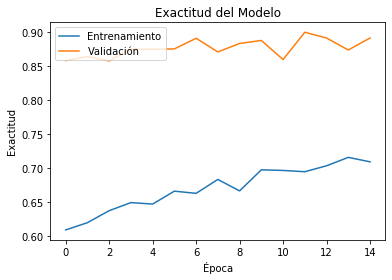 Exactitud del Modelo
Entrenamiento
Validación
0.90
0.85
0.80
0.75
0.70
0.65
0.60
Exactitud
0 2 4 6 8 10 12 14
Época